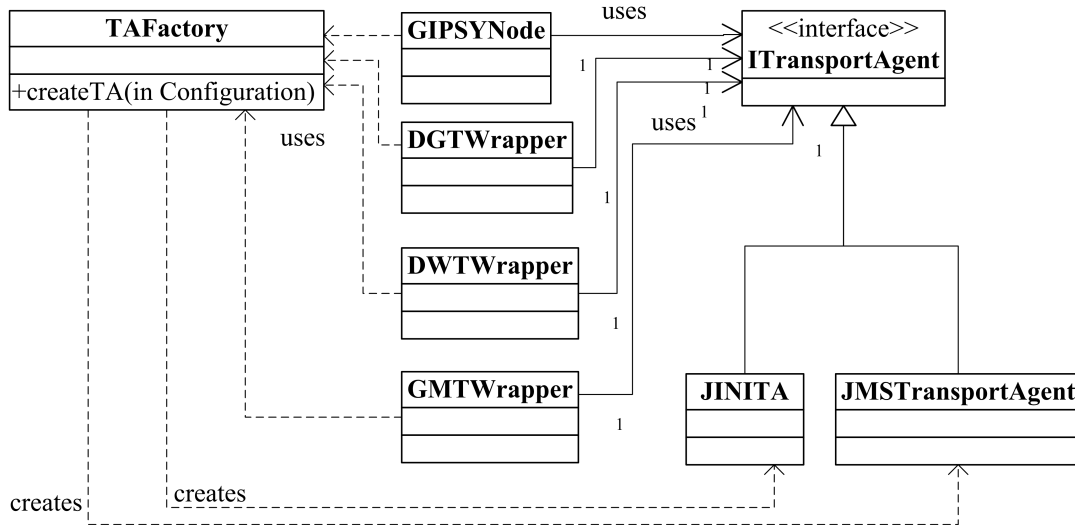 TAFactory
+createTA(in Configuration)
GIPSYNode
uses
<<interface>>
ITransportAgent
1
1
1
1
uses
uses
DGTWrapper
1
1
DWTWrapper
1
GMTWrapper
1
JINITA
JMSTransportAgent
creates
creates